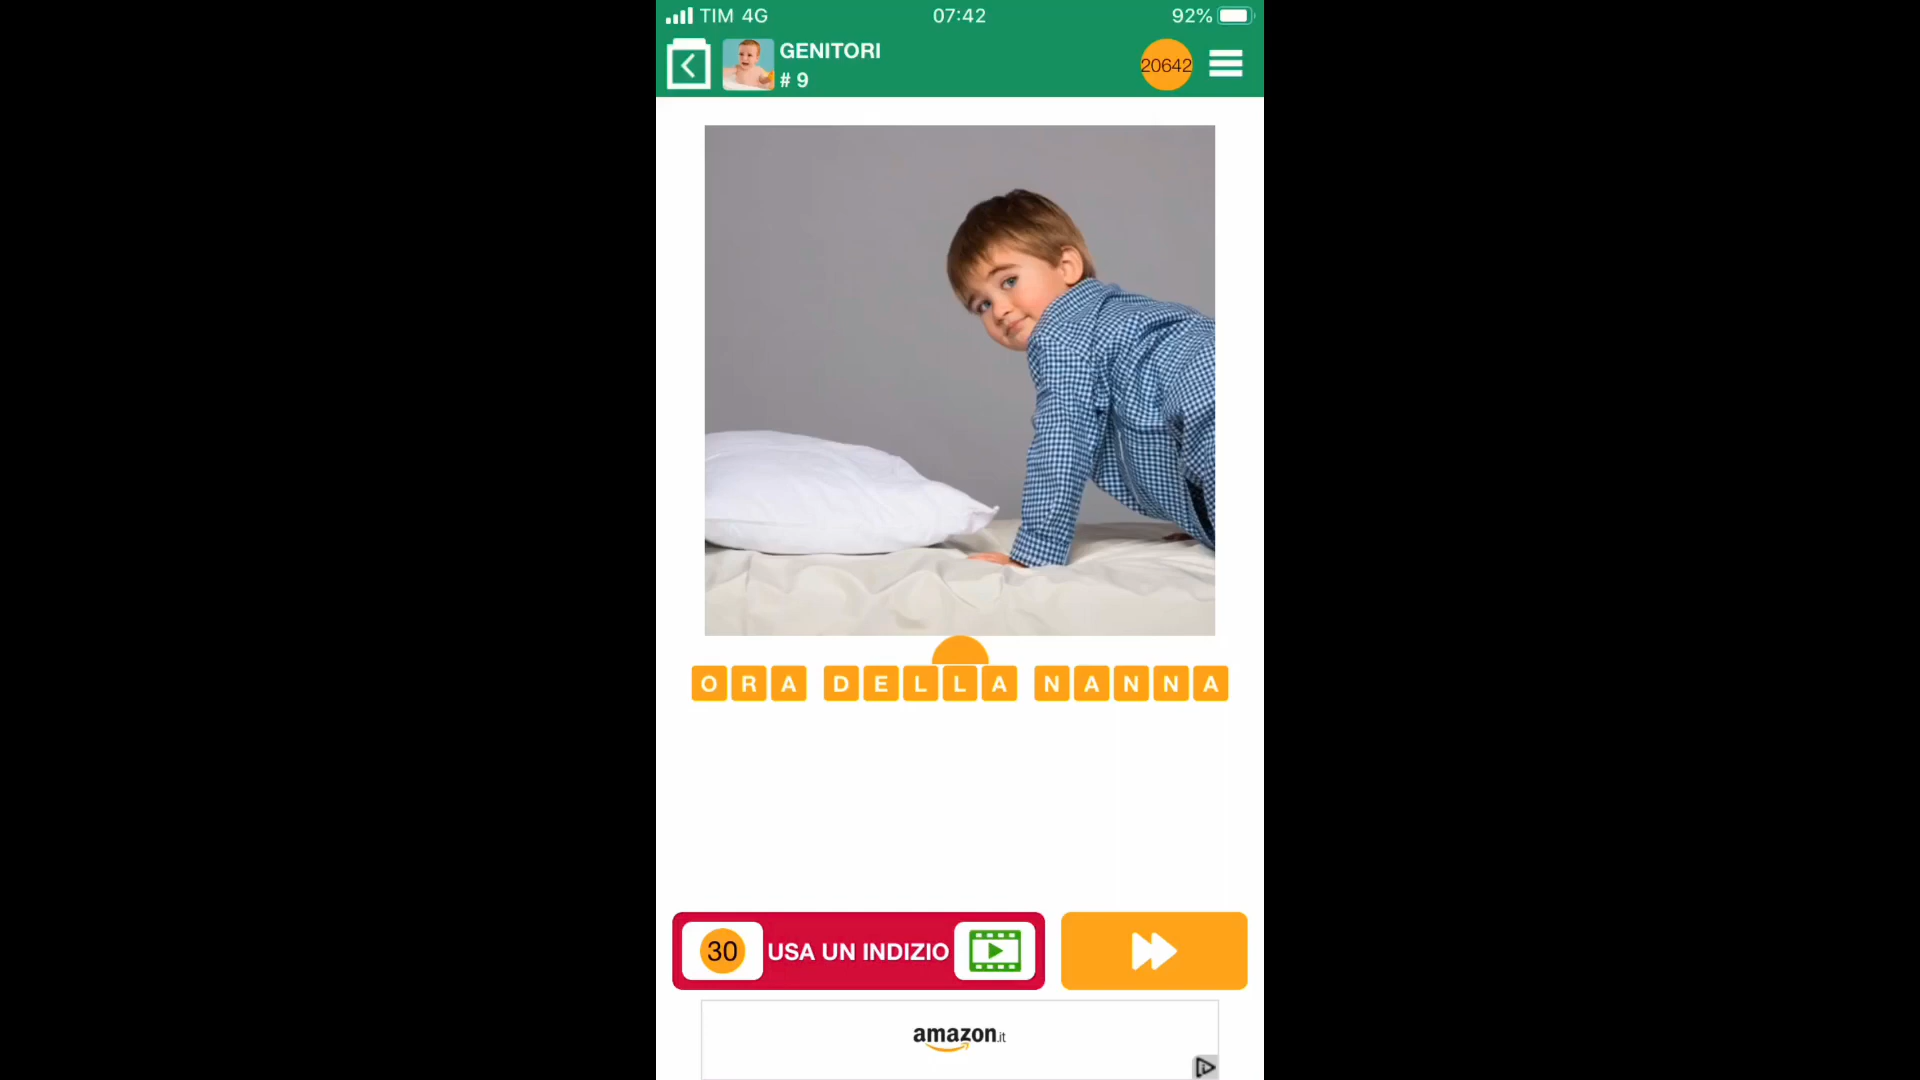 TIM 4G 07:42 92%
GENITORI
# 9
20642
ORA DELLA NANNA
30 USA UN INDIZIO
amazon.it